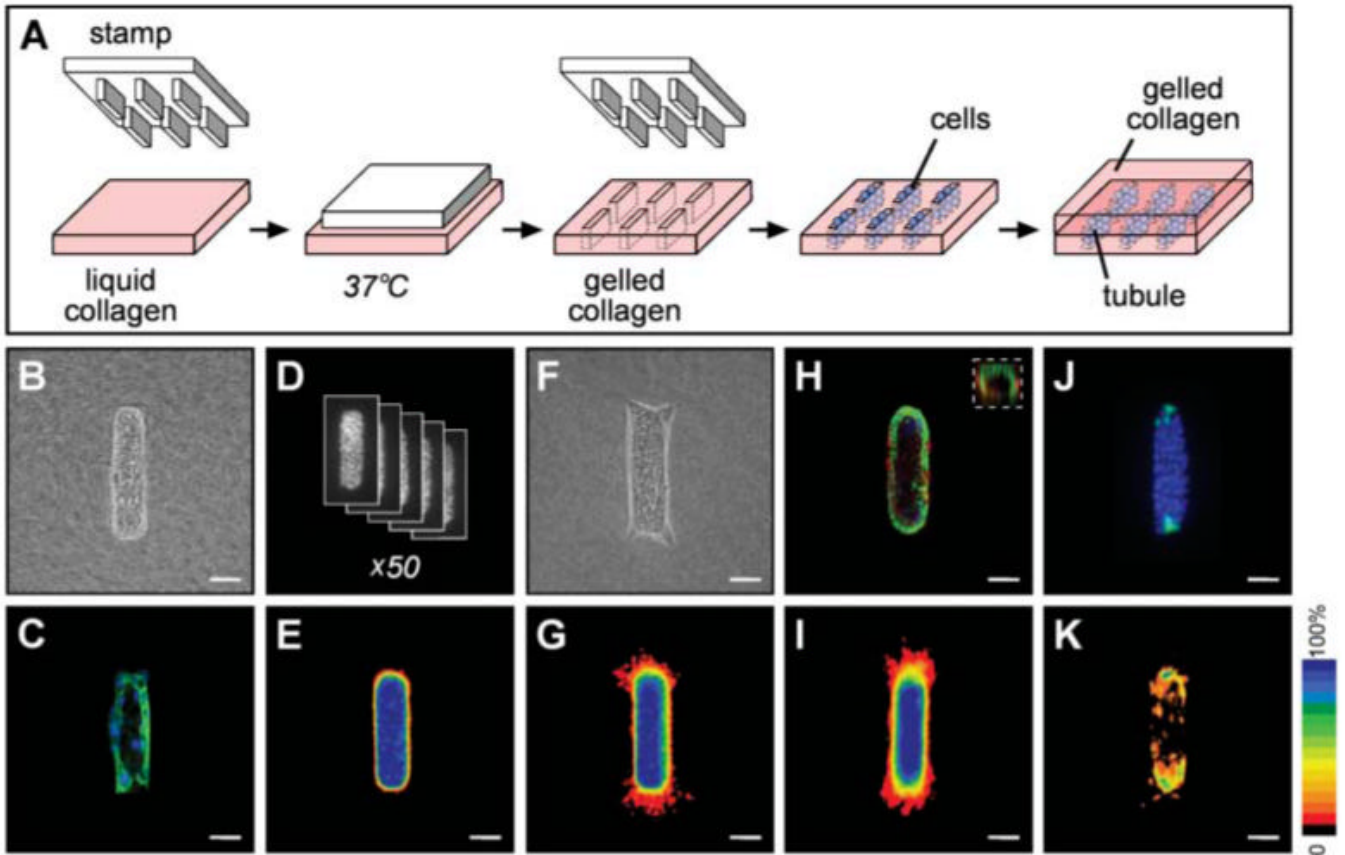 A
stamp
cells
gelled
collagen
liquid
collagen
37°C
gelled
collagen
tubule
B
D
F
H
J
x50
C
E
G
I
K
100%
0